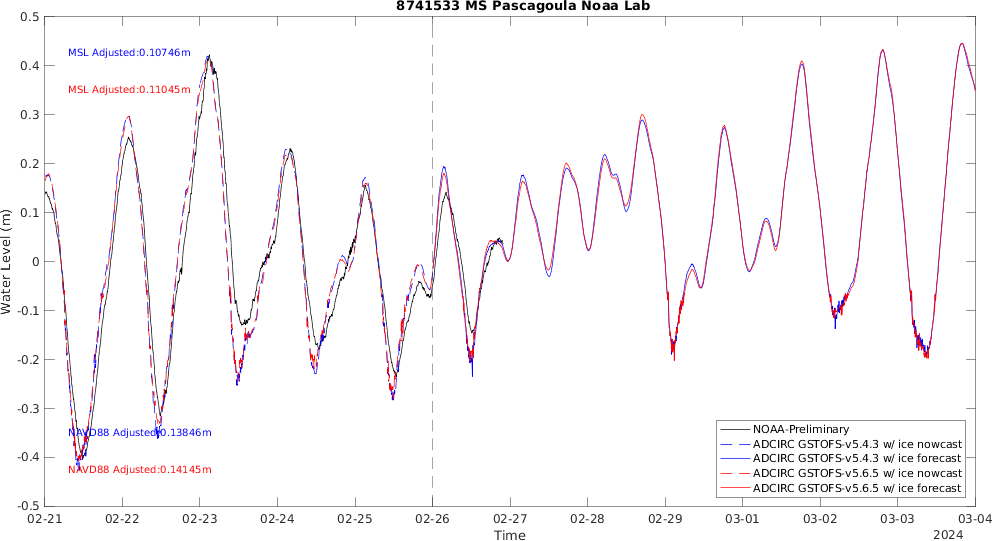 8741533 MS Pascagoula Noaa Lab
0.5
0.4
0.3
0.2
0.1
0
-0.1
-0.2
-0.3
-0.4
-0.5
Water Level (m)
MSL Adjusted:0.10746m
MSL Adjusted:0.11045m
NAVD88 Adjusted:0.13846m
NAVD88 Adjusted:0.14145m
NOAA-Preliminary
ADCIRC GSTOFS-v5.4.3 w/ ice nowcast
ADCIRC GSTOFS-v5.4.3 w/ ice forecast
ADCIRC GSTOFS-v5.6.5 w/ ice nowcast
ADCIRC GSTOFS-v5.6.5 w/ ice forecast
02-21 02-22 02-23 02-24 02-25 02-26 02-27 02-28 02-29 03-01 03-02 03-03 03-04
Time
2024